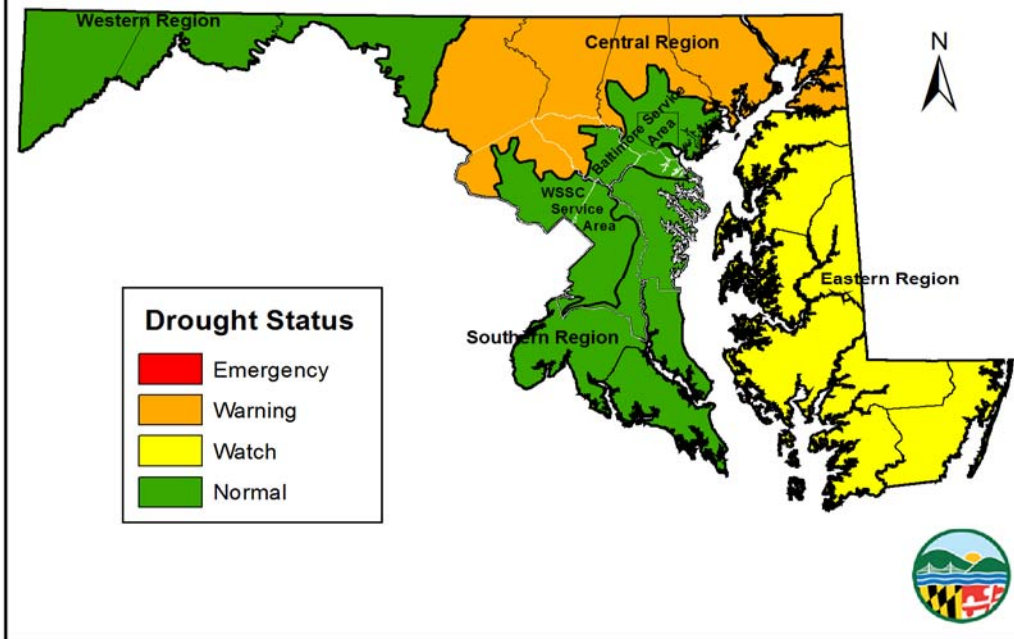 Western Region
Central Region
N
Baltimore Service
Area
WSSC
Service
Area
Eastern Region
Southern Region
Drought Status
Emergency
Warning
Watch
Normal